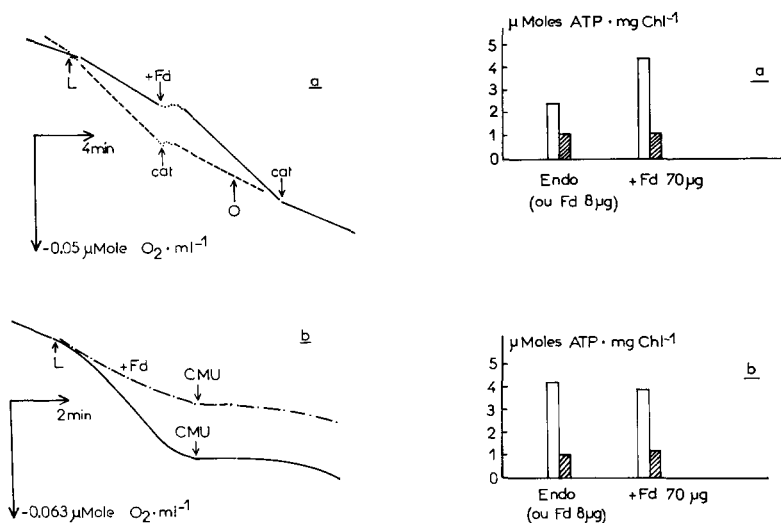 a
L
+Fd
4min
cat
cat
O
-0.05 μMole O₂·ml⁻¹
b
L
+Fd
CMU
2min
CMU
-0.063 μMole O₂·ml⁻¹
μMoles ATP·mg Chl⁻¹
a
5
4
3
2
1
0
Endo
(ou Fd 8μg)
+Fd 70μg
μMoles ATP·mg Chl⁻¹
b
5
4
3
2
1
0
Endo
(ou Fd 8μg)
+Fd 70 μg